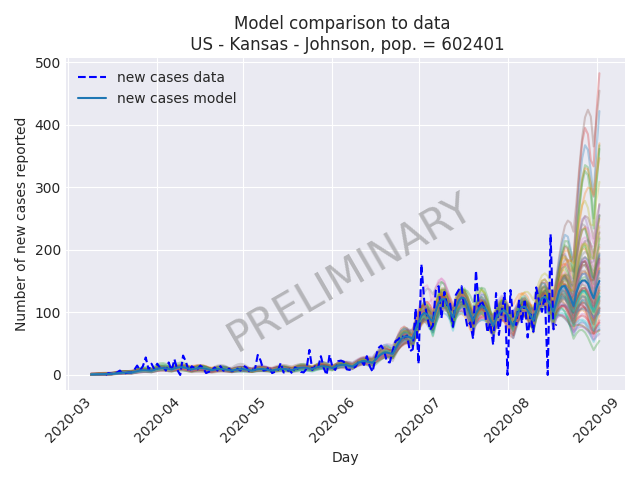 Model comparison to data
US - Kansas - Johnson, pop. = 602401
new cases data
new cases model
PRELIMINARY
Number of new cases reported
500
400
300
200
100
0
2020-03
2020-04
2020-05
2020-06
2020-07
2020-08
2020-09
Day